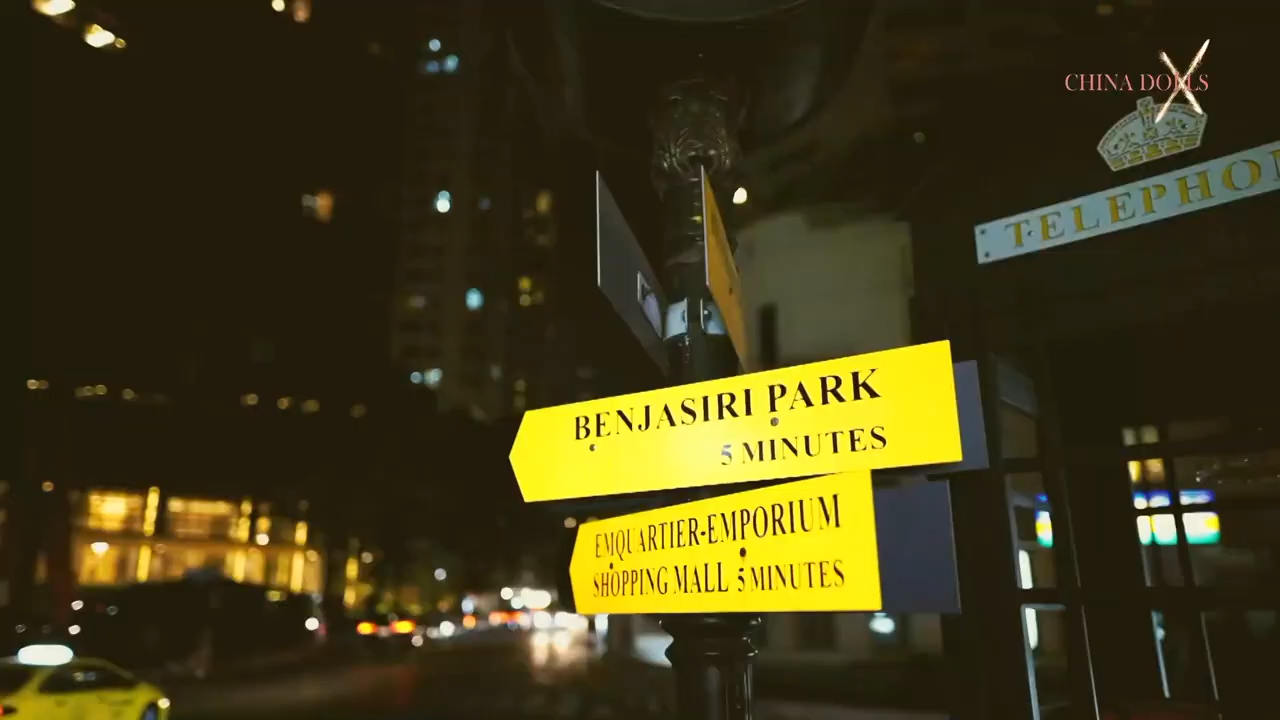 CHINA DOLLS
TELEPHO
BENJASIRI PARK
5 MINUTES
EMQUARTIER-EMPORIUM
SHOPPING MALL 5 MINUTES